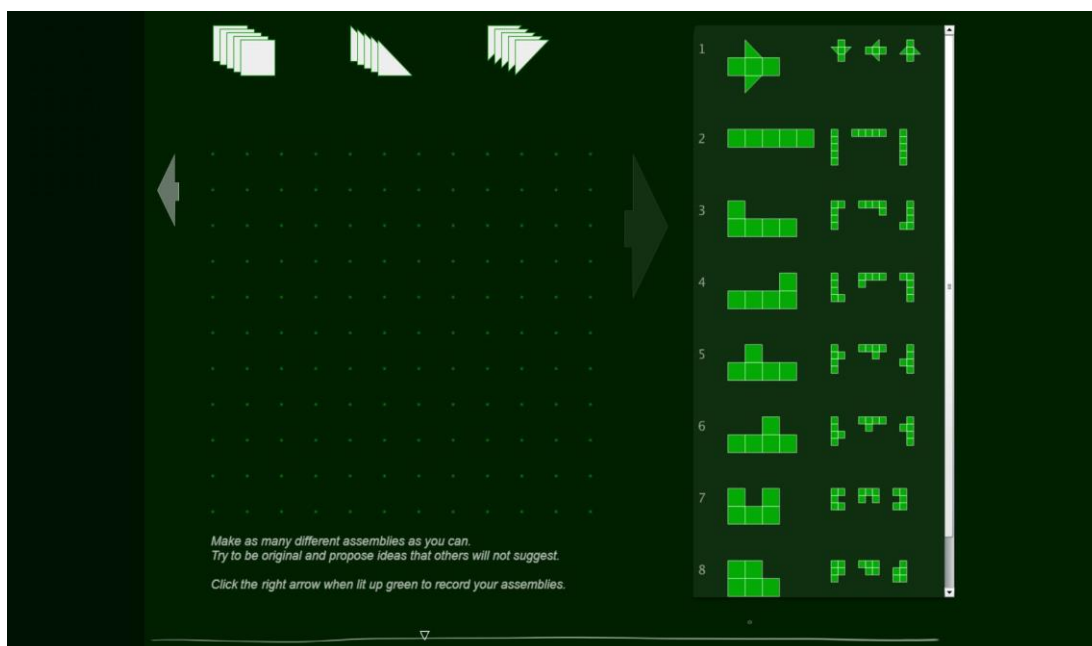 1
2
3
4
5
6
7
8
Make as many different assemblies as you can.
Try to be original and propose ideas that others will not suggest.
Click the right arrow when lit up green to record your assemblies.